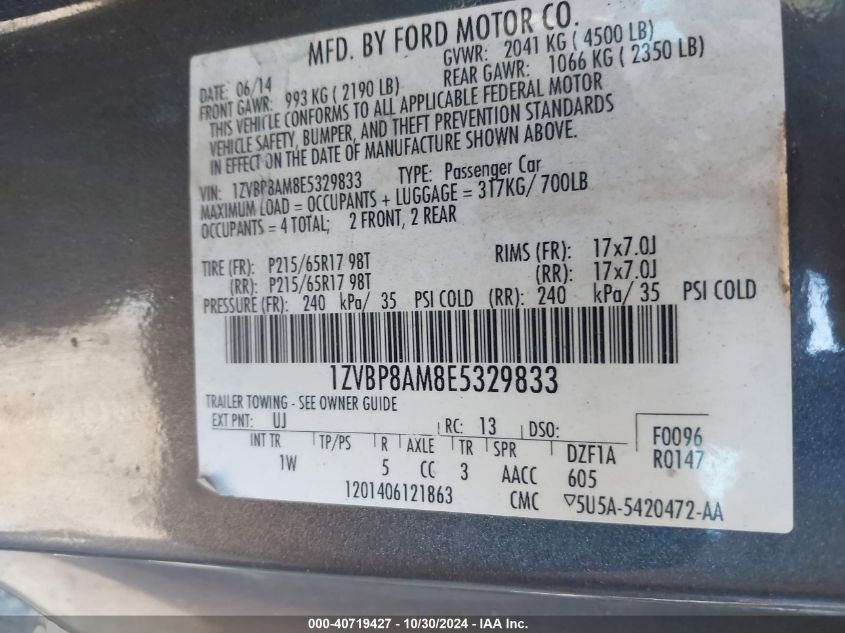 MFD. BY FORD MOTOR CO.
DATE: 06/14 GVWR: 2041 KG ( 4500 LB)
FRONT GAWR: 993 KG ( 2190 LB) REAR GAWR: 1066 KG ( 2350 LB)
THIS VEHICLE CONFORMS TO ALL APPLICABLE FEDERAL MOTOR
VEHICLE SAFETY, BUMPER, AND THEFT PREVENTION STANDARDS
IN EFFECT ON THE DATE OF MANUFACTURE SHOWN ABOVE.
VIN: 1ZVBP8AM8E5329833 TYPE: Passenger Car
MAXIMUM LOAD = OCCUPANTS + LUGGAGE = 317KG/ 700LB
OCCUPANTS = 4 TOTAL; 2 FRONT, 2 REAR
TIRE (FR): P215/65R17 98T RIMS (FR): 17x7.0J
(RR): P215/65R17 98T (RR): 17x7.0J
PRESSURE (FR): 240 kPa/ 35 PSI COLD (RR): 240 kPa/ 35 PSI COLD
1ZVBP8AM8E5329833
TRAILER TOWING - SEE OWNER GUIDE
EXT PNT: UJ RC: 13 DSO: F0096
INT TR TP/PS R AXLE TR SPR DZF1A R0147
1W 5 CC 3 AACC 605
1201406121863 CMC ▽5U5A-5420472-AA
000-40719427 - 10/30/2024 - IAA Inc.